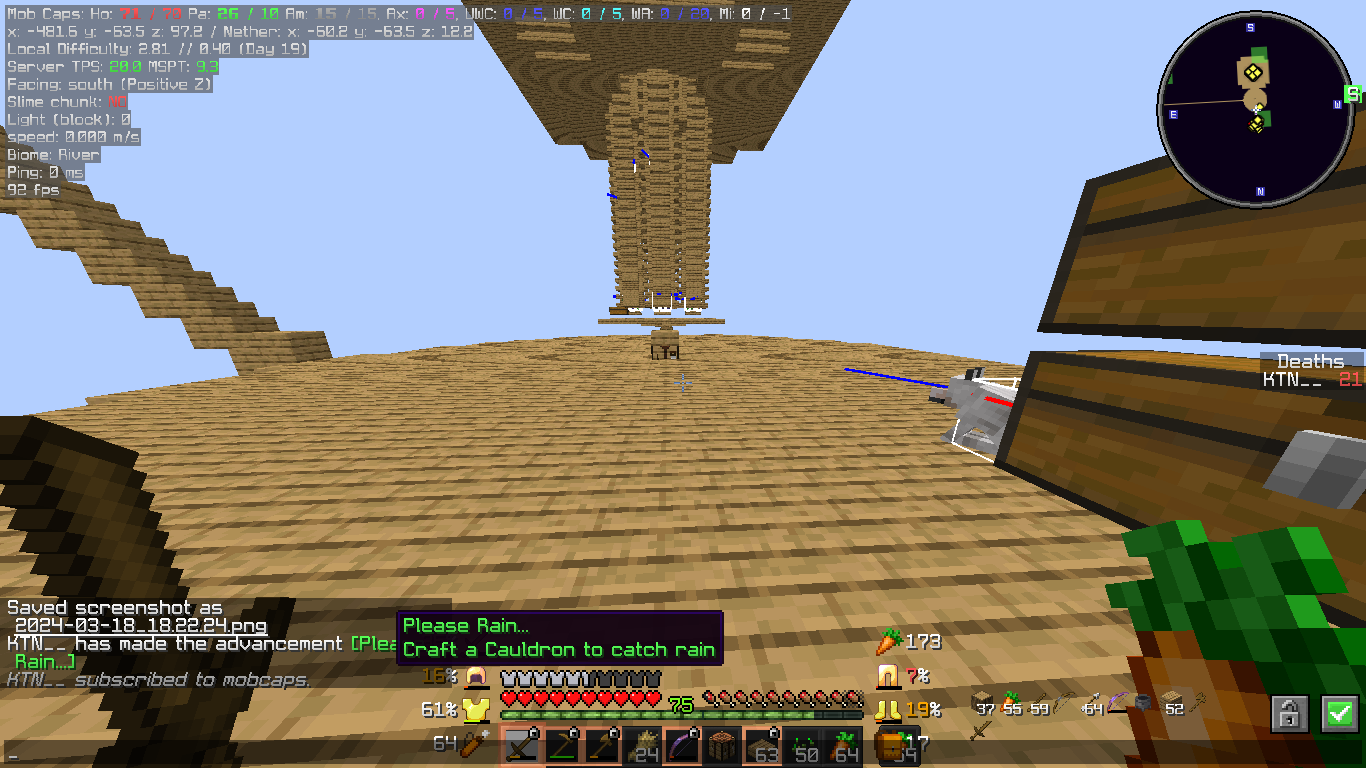 Mob Caps: Ho: 71 / 70 Pa: 26 / 10 Am: 15 / 15, Ax: 0 / 5, UWC: 0 / 5, WC: 0 / 5, WA: 0 / 20, Mi: 0 / -1
x: -481.6 y: -63.5 z: 97.2 / Nether: x: -60.2 y: -63.5 z: 12.2
Local Difficulty: 2.81 // 0.40 (Day 19)
Server TPS: 20.0 MSPT: 9.3
Facing: south (Positive Z)
Slime chunk: NO
Light (block): 0
speed: 0.000 m/s
Biome: River
Ping: 0 ms
92 fps
S
E
W
N
S
Deaths
KTN__ 21
Saved screenshot as
2024-03-18_18.22.24.png
KTN__ has made the advancement [Plea
Rain...]
KTN__ subscribed to mobcaps.
Please Rain...
Craft a Cauldron to catch rain
16%
61%
64
75
173
7%
19%
17
24
63
50
64
37 55 59 64 52
_